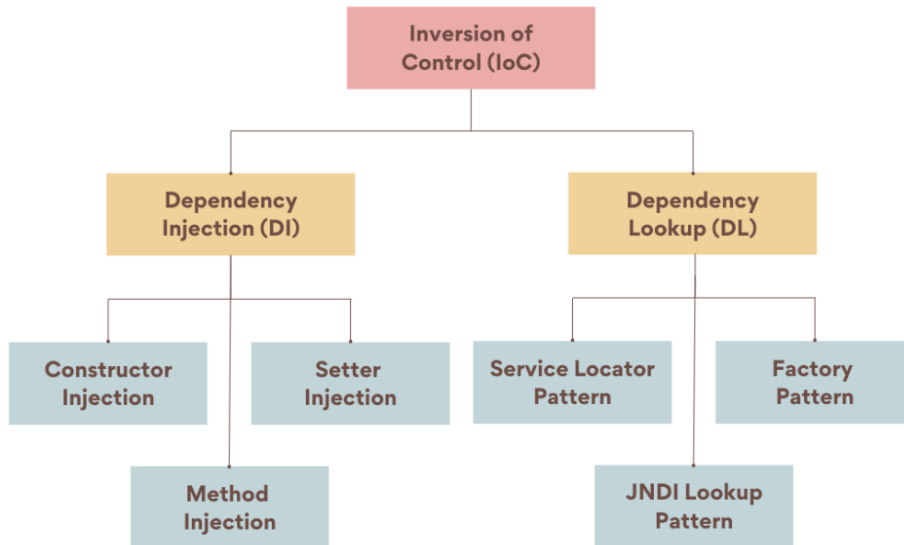 Inversion of
Control (IoC)
Dependency
Injection (DI)
Dependency
Lookup (DL)
Constructor
Injection
Setter
Injection
Service Locator
Pattern
Factory
Pattern
Method
Injection
JNDI Lookup
Pattern